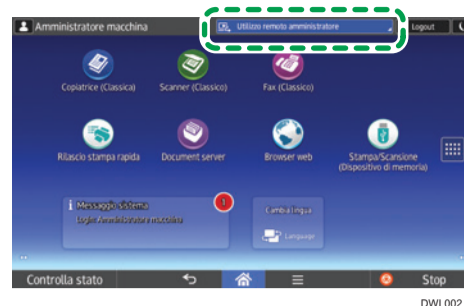 Amministratore macchina
Utilizzo remoto amministratore
Logout
Copiatrice (Classica)
Scanner (Classico)
Fax (Classico)
Rilascio stampa rapida
Document server
Browser web
Stampa/Scansione
(Dispositivo di memoria)
Messaggio sistema
1
Login: Amministratore macchina
Cambia lingua
Language
Controlla stato
Stop
DWL002